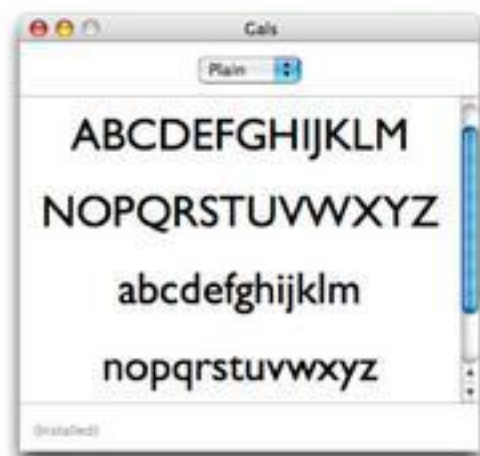 Gals
Plain
ABCDEFGHIJKLM
NOPQRSTUVWXYZ
abcdefghijklm
nopqrstuvwxyz
(Installed)